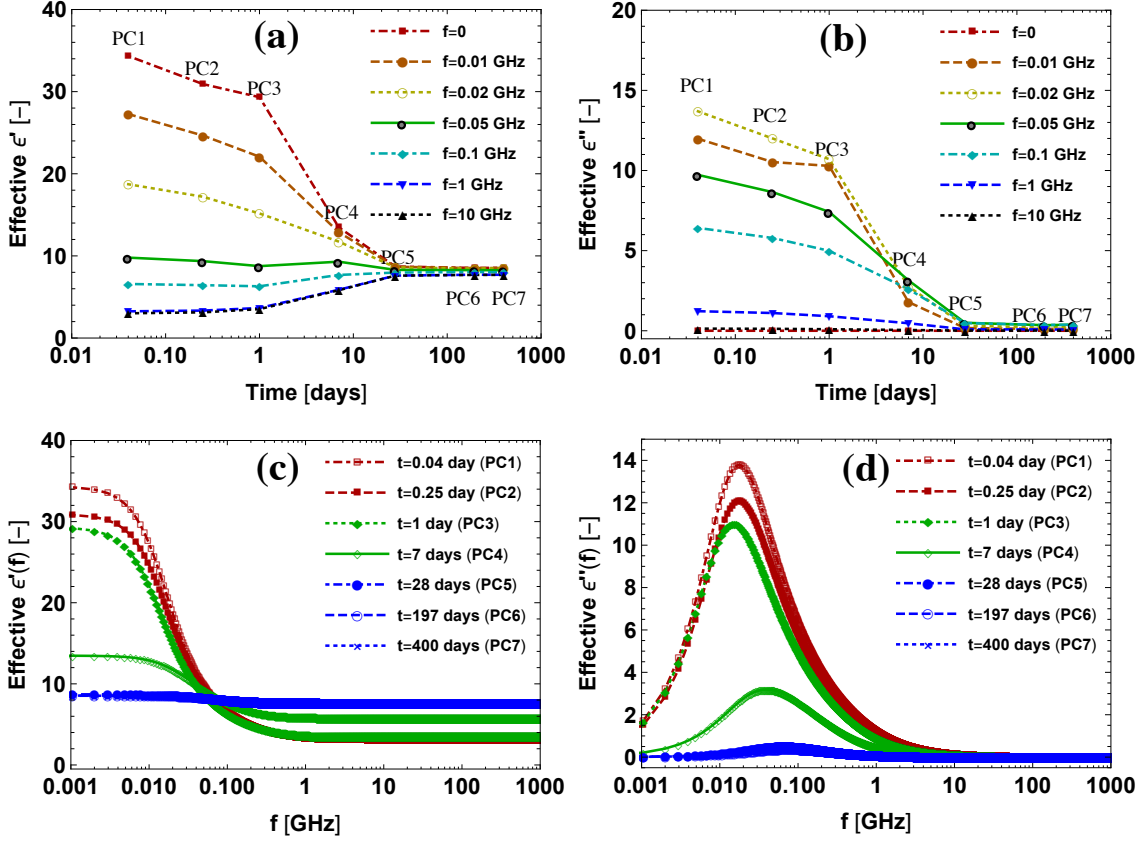 (a)
Effective ϵ' [–]
40
30
20
10
0
PC1
PC2
PC3
PC4
PC5
PC6 PC7
f=0
f=0.01 GHz
f=0.02 GHz
f=0.05 GHz
f=0.1 GHz
f=1 GHz
f=10 GHz
0.01 0.10 1 10 100 1000
Time [days]
(b)
Effective ϵ'' [–]
20
15
10
5
0
PC1
PC2
PC3
PC4
PC5
PC6 PC7
f=0
f=0.01 GHz
f=0.02 GHz
f=0.05 GHz
f=0.1 GHz
f=1 GHz
f=10 GHz
0.01 0.10 1 10 100 1000
Time [days]
(c)
Effective ϵ'(f) [–]
40
30
20
10
0
t=0.04 day (PC1)
t=0.25 day (PC2)
t=1 day (PC3)
t=7 days (PC4)
t=28 days (PC5)
t=197 days (PC6)
t=400 days (PC7)
0.001 0.010 0.100 1 10 100 1000
f [GHz]
(d)
Effective ϵ''(f) [–]
14
12
10
8
6
4
2
0
t=0.04 day (PC1)
t=0.25 day (PC2)
t=1 day (PC3)
t=7 days (PC4)
t=28 days (PC5)
t=197 days (PC6)
t=400 days (PC7)
0.001 0.010 0.100 1 10 100 1000
f [GHz]